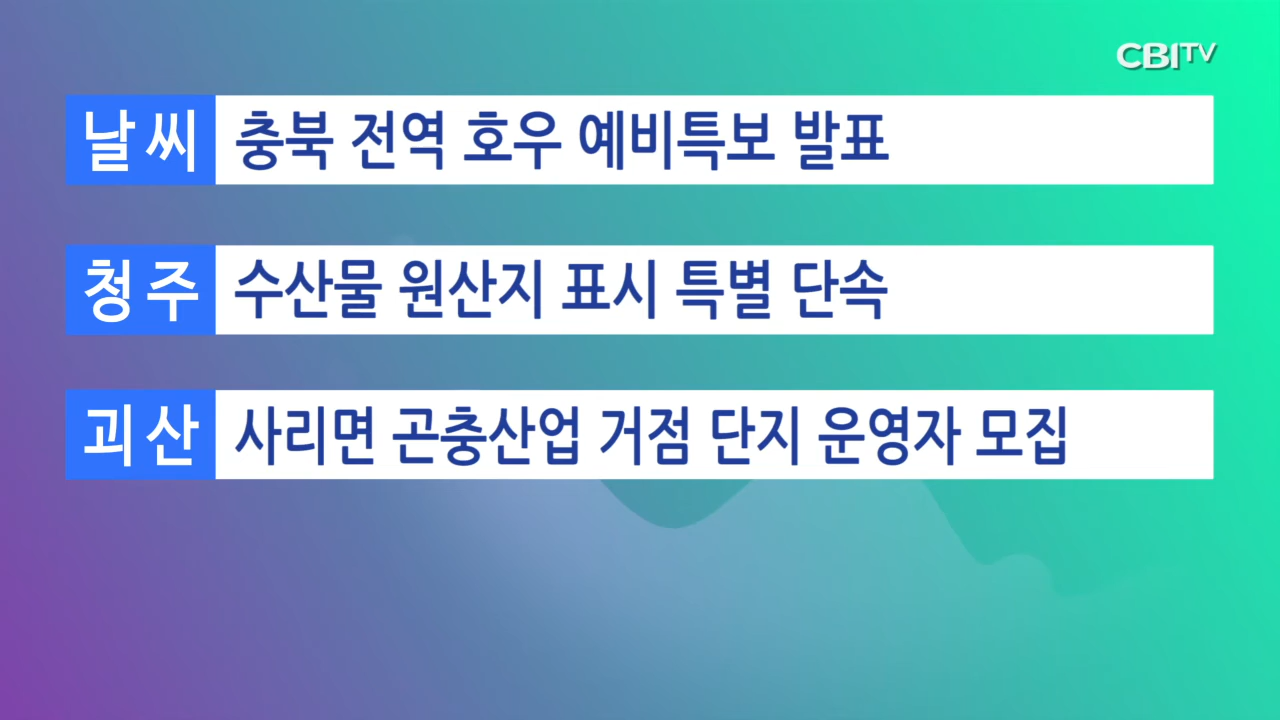 CBITV
날씨 충북 전역 호우 예비특보 발표
청주 수산물 원산지 표시 특별 단속
괴산 사리면 곤충산업 거점 단지 운영자 모집